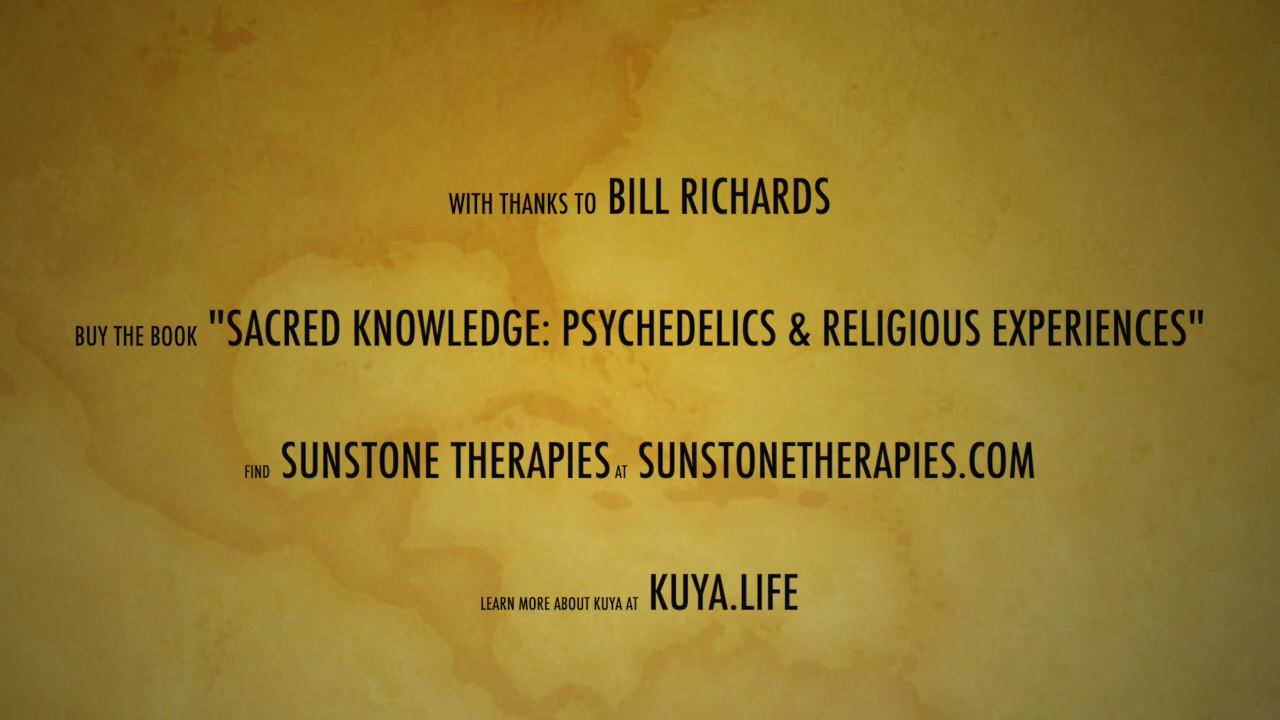 WITH THANKS TO BILL RICHARDS
BUY THE BOOK "SACRED KNOWLEDGE: PSYCHEDELICS & RELIGIOUS EXPERIENCES"
FIND SUNSTONE THERAPIES AT SUNSTONETHERAPIES.COM
LEARN MORE ABOUT KUYA AT KUYA.LIFE